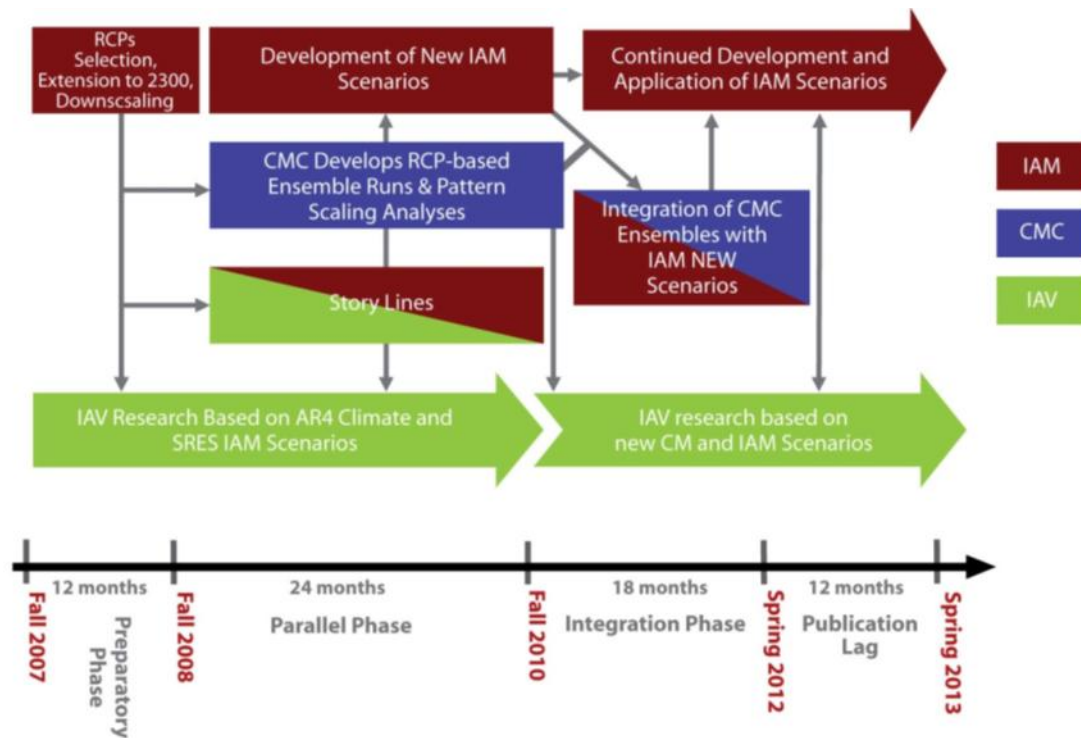 RCPs
Selection,
Extension to 2300,
Downscsaling
Development of New IAM
Scenarios
Continued Development and
Application of IAM Scenarios
CMC Develops RCP-based
Ensemble Runs & Pattern
Scaling Analyses
Integration of CMC
Ensembles with
IAM NEW
Scenarios
Story Lines
IAM
CMC
IAV
IAV Research Based on AR4 Climate and
SRES IAM Scenarios
IAV research based on
new CM and IAM Scenarios
12 months
24 months
18 months
12 months
Fall 2007
Preparatory
Phase
Fall 2008
Parallel Phase
Fall 2010
Integration Phase
Spring 2012
Publication
Lag
Spring 2013